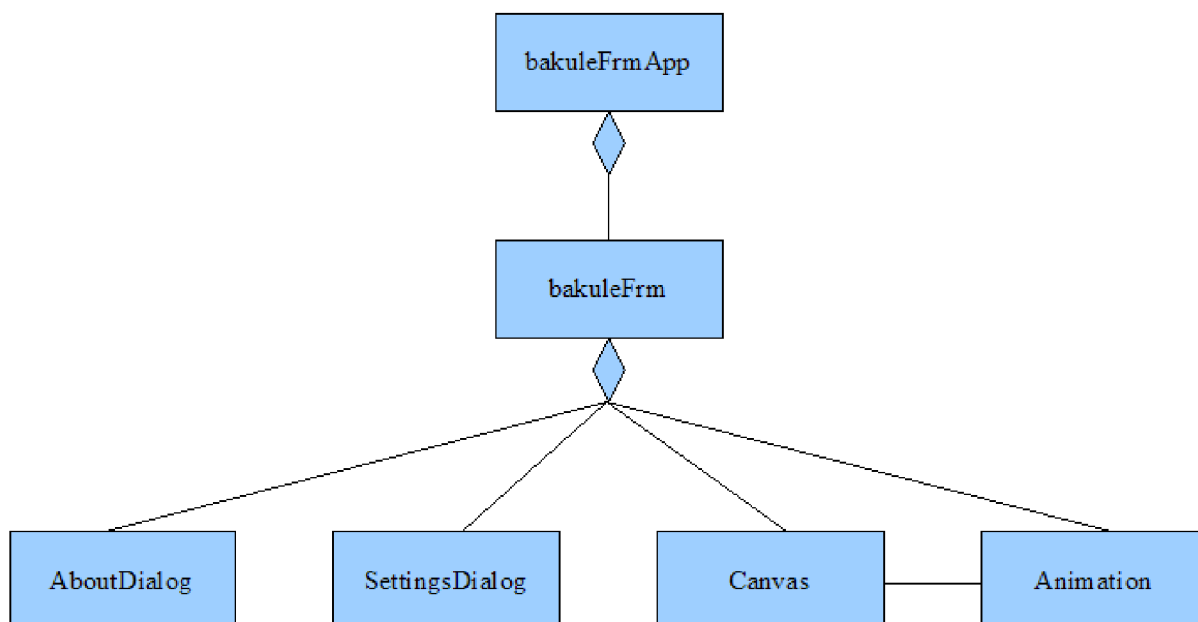 bakuleFrmApp
bakuleFrm
AboutDialog
SettingsDialog
Canvas
Animation